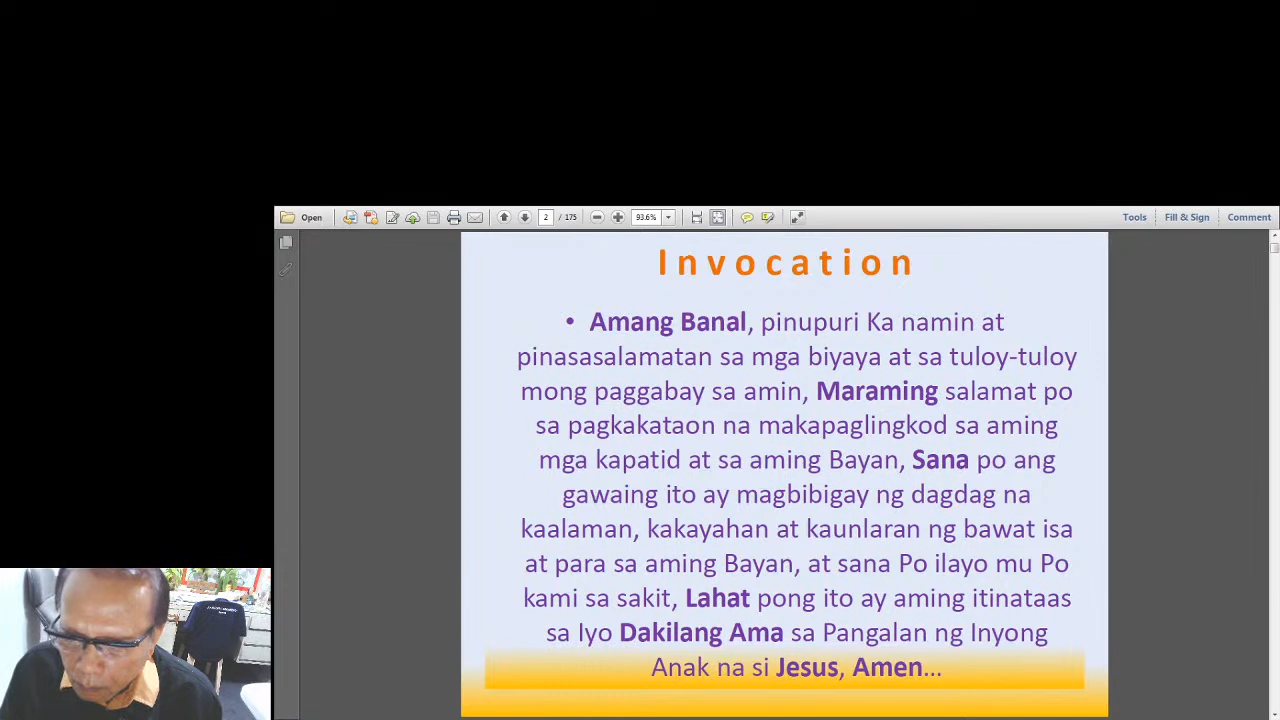 Open 2 / 175 93.6% Tools Fill & Sign Comment
Invocation
• Amang Banal, pinupuri Ka namin at
pinasasalamatan sa mga biyaya at sa tuloy-tuloy
mong paggabay sa amin, Maraming salamat po
sa pagkakataon na makapaglingkod sa aming
mga kapatid at sa aming Bayan, Sana po ang
gawaing ito ay magbibigay ng dagdag na
kaalaman, kakayahan at kaunlaran ng bawat isa
at para sa aming Bayan, at sana Po ilayo mu Po
kami sa sakit, Lahat pong ito ay aming itinataas
sa Iyo Dakilang Ama sa Pangalan ng Inyong
Anak na si Jesus, Amen...